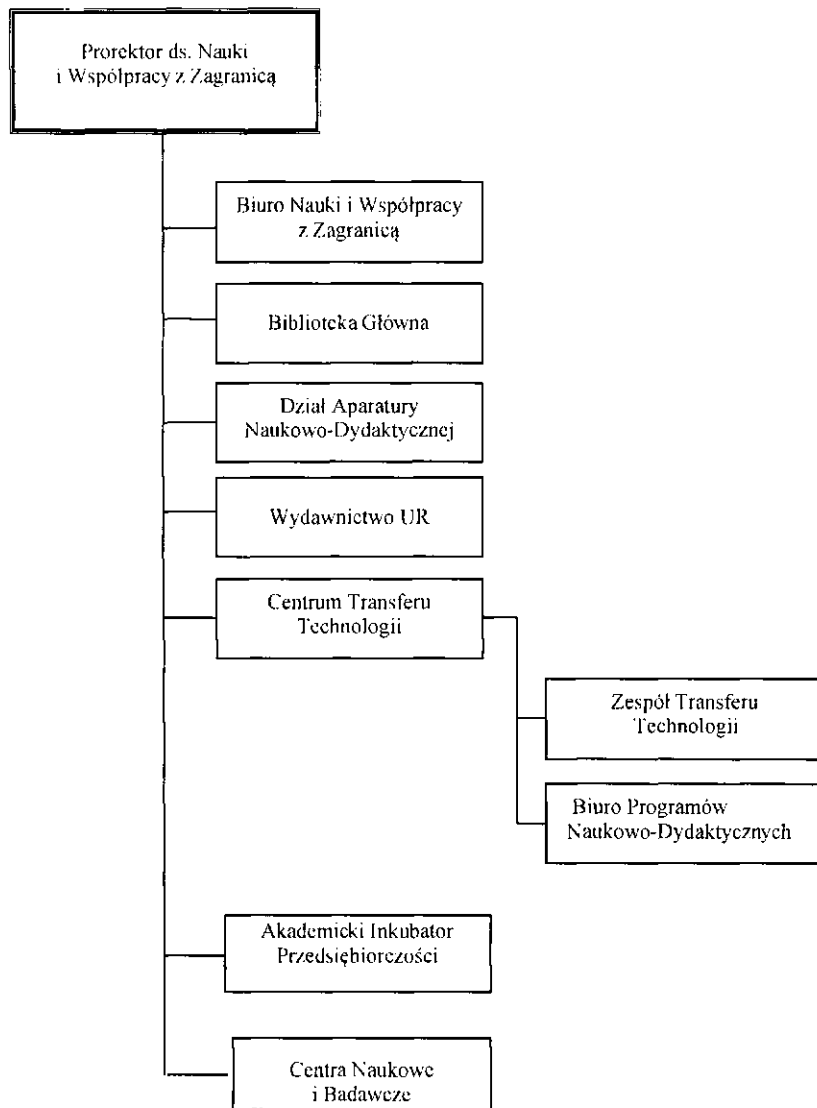 Prorektor ds. Nauki
i Współpracy z Zagranicą
Biuro Nauki i Współpracy
z Zagranicą
Biblioteka Główna
Dział Aparatury
Naukowo-Dydaktycznej
Wydawnictwo UR
Centrum Transferu
Technologii
Zespół Transferu
Technologii
Biuro Programów
Naukowo-Dydaktycznych
Akademicki Inkubator
Przedsiębiorczości
Centra Naukowe
i Badawcze